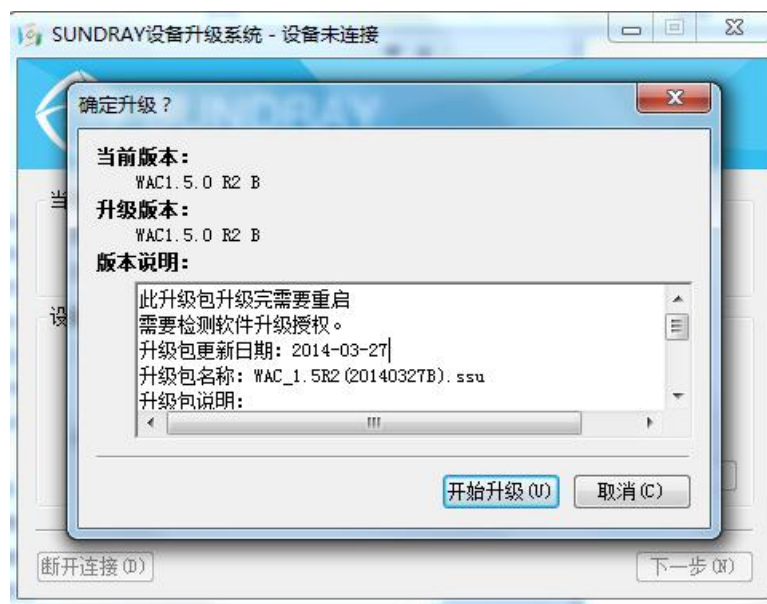 SUNDRAY设备升级系统 - 设备未连接
确定升级？
当前版本：
WAC1.5.0 R2 B
升级版本：
WAC1.5.0 R2 B
版本说明：
此升级包升级完需要重启
需要检测软件升级授权。
升级包更新日期: 2014-03-27
升级包名称: WAC_1.5R2(20140327B).ssu
升级包说明:
当
设
开始升级(U)
取消(C)
断开连接(D)
下一步(N)